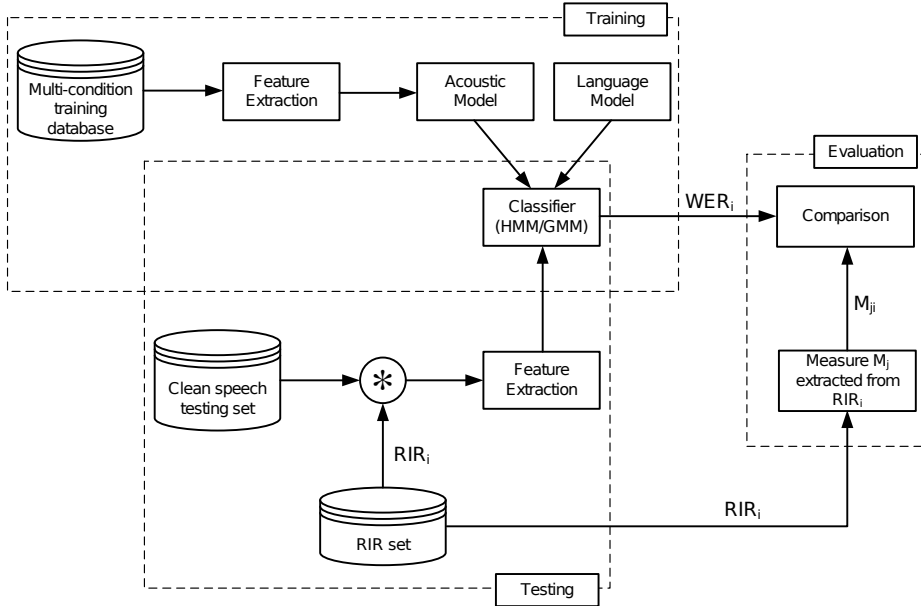 Training
Multi-condition
training
database
Feature
Extraction
Acoustic
Model
Language
Model
Evaluation
Classifier
(HMM/GMM)
WERi
Comparison
Mji
Clean speech
testing set
*
Feature
Extraction
Measure Mj
extracted from
RIRi
RIRi
RIRi
RIR set
Testing